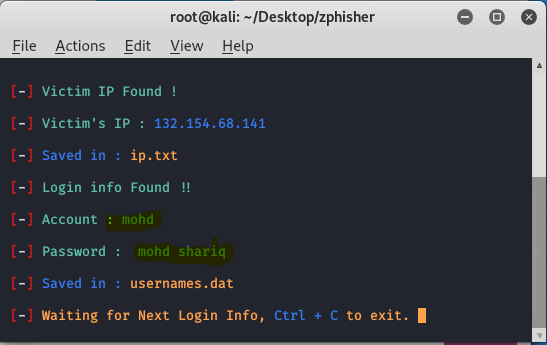 root@kali: ~/Desktop/zphisher
File Actions Edit View Help
[-] Victim IP Found !
[-] Victim's IP : 132.154.68.141
[-] Saved in : ip.txt
[-] Login info Found !!
[-] Account : mohd
[-] Password : mohd shariq
[-] Saved in : usernames.dat
[-] Waiting for Next Login Info, Ctrl + C to exit.